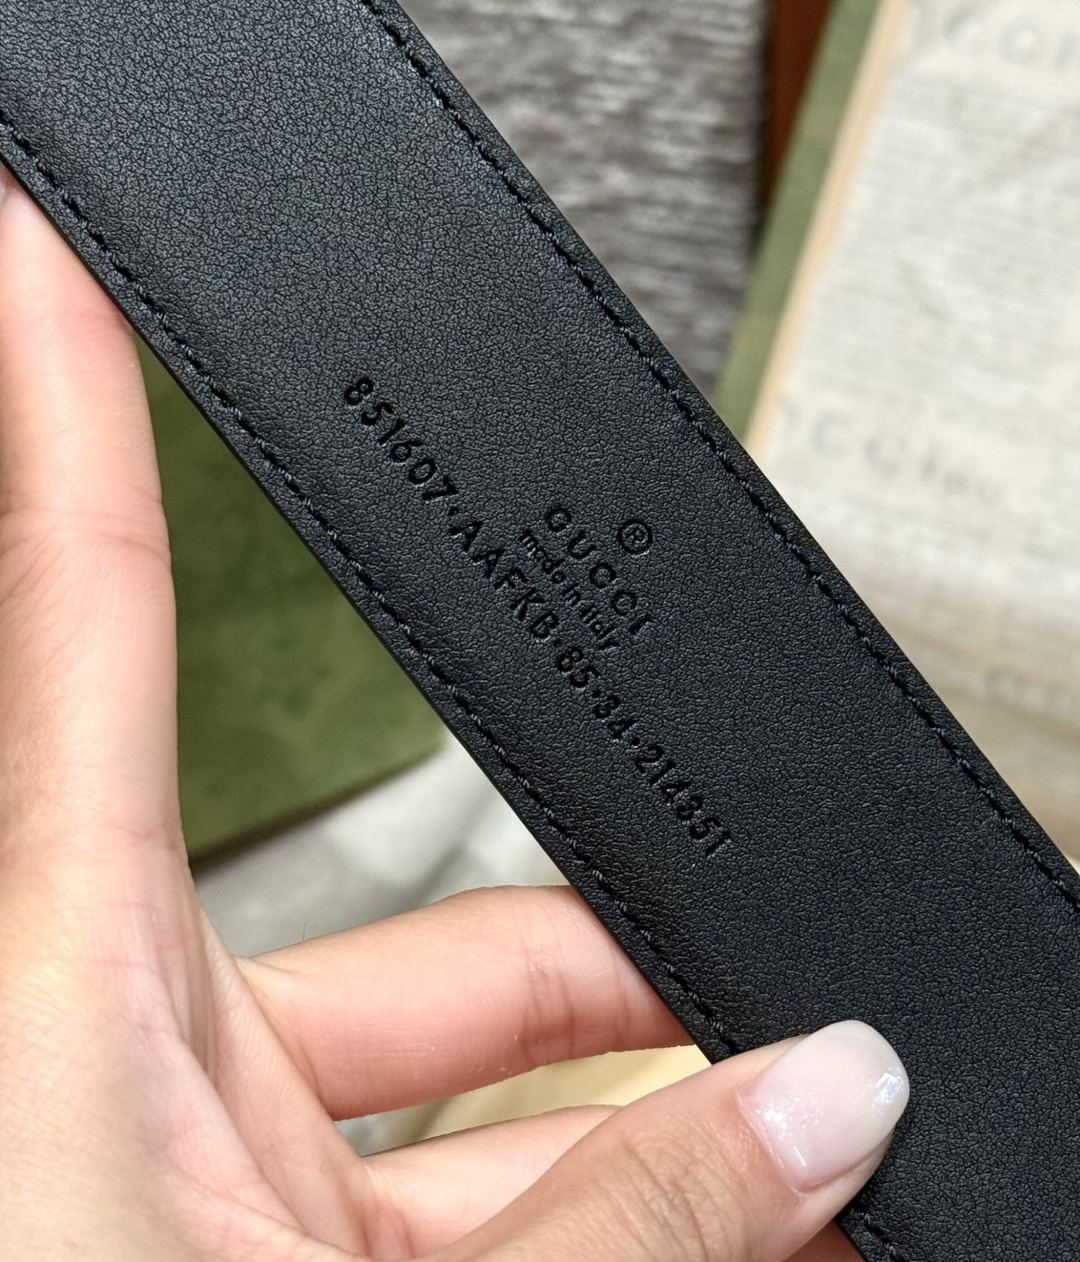 ®
GUCCI
made in italy
851607·AAFKB·85·34·214351